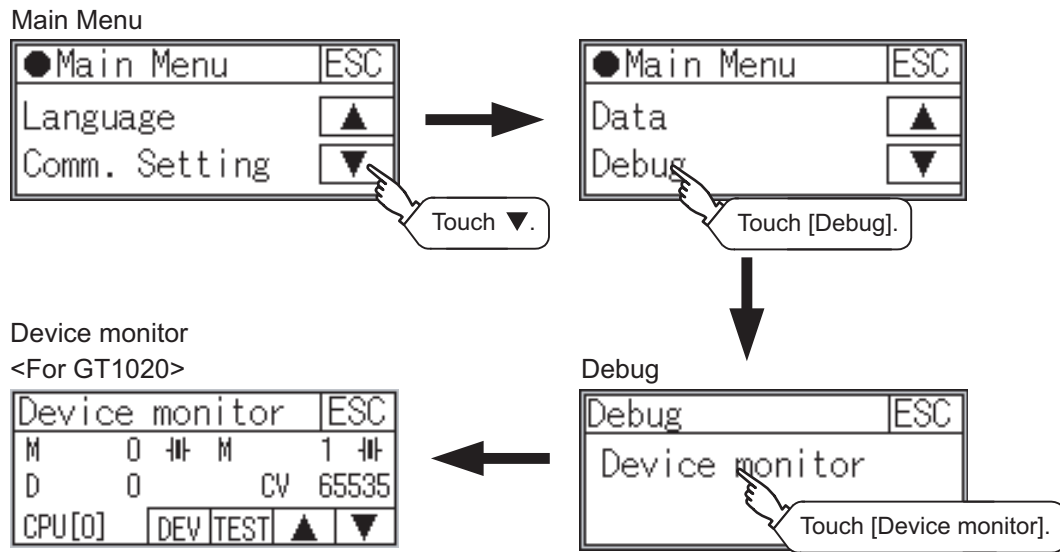 Main Menu
●Main Menu ESC
Language ▲
Comm. Setting ▼
Touch ▼.
●Main Menu ESC
Data ▲
Debug ▼
Touch [Debug].
Debug
Debug ESC
Device monitor
Touch [Device monitor].
Device monitor
<For GT1020>
Device monitor ESC
M 0 M 1
D 0 CV 65535
CPU[0] DEV TEST ▲ ▼